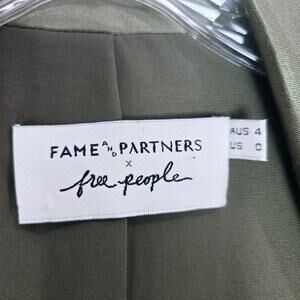 FAME AND PARTNERS
x
free people
AUS 4
US 0